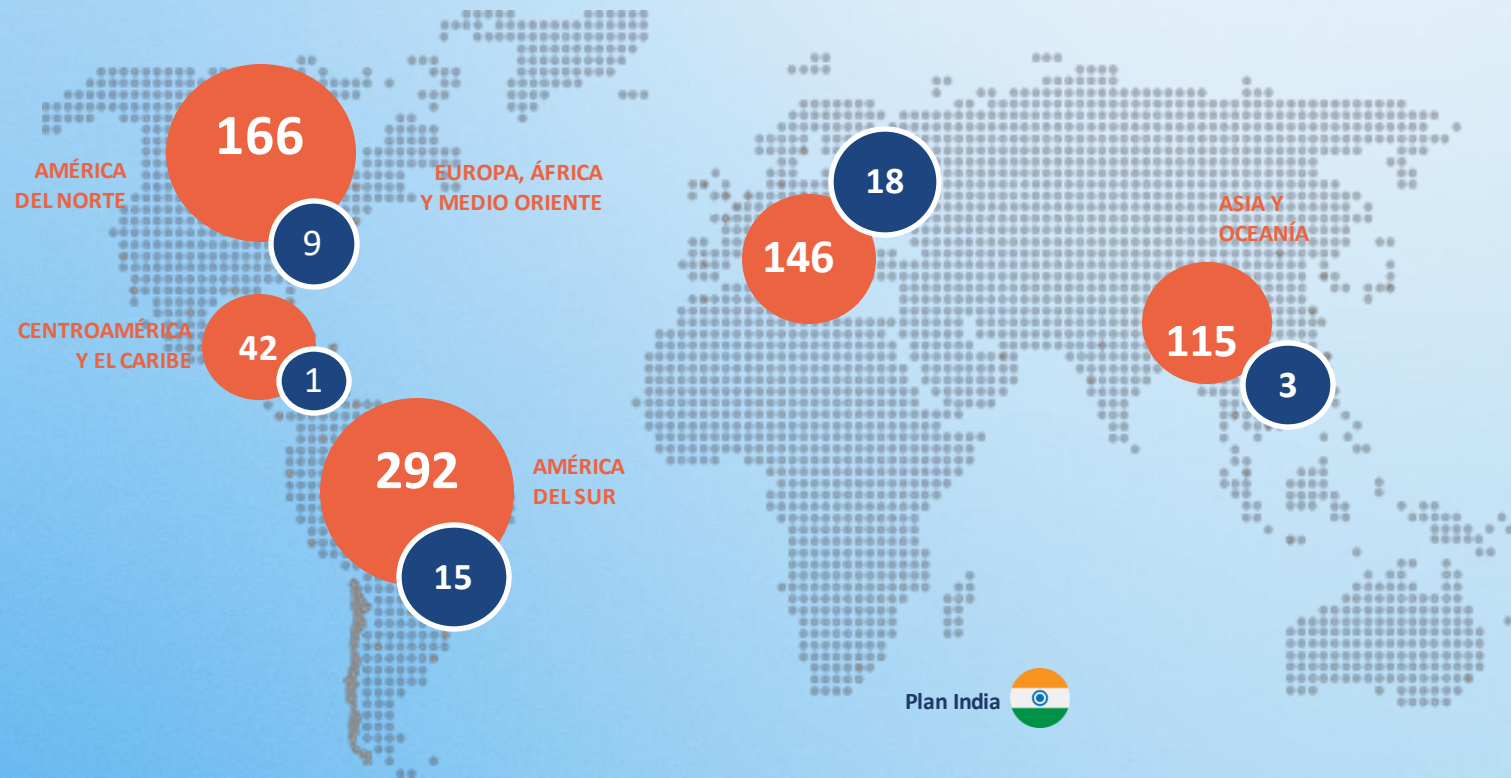 166
AMÉRICA
DEL NORTE
9
EUROPA, ÁFRICA
Y MEDIO ORIENTE
18
146
ASIA Y
OCEANÍA
115
3
CENTROAMÉRICA
Y EL CARIBE
42
1
292
AMÉRICA
DEL SUR
15
Plan India